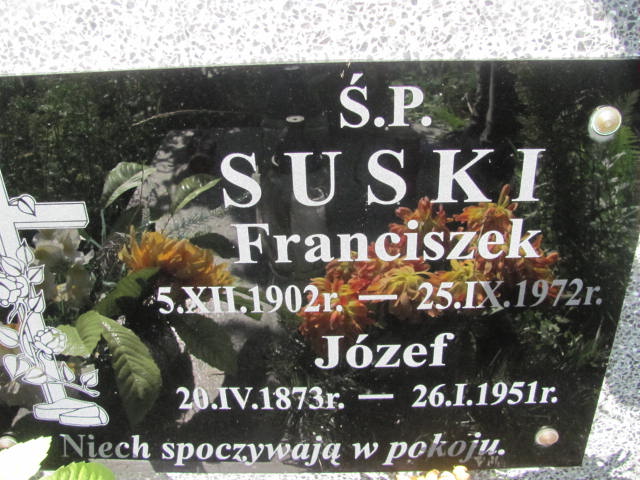 Ś.P.
SUSKI
Franciszek
5.XII.1902r. — 25.IX.1972r.
Józef
20.IV.1873r. — 26.I.1951r.
Niech spoczywają w pokoju.